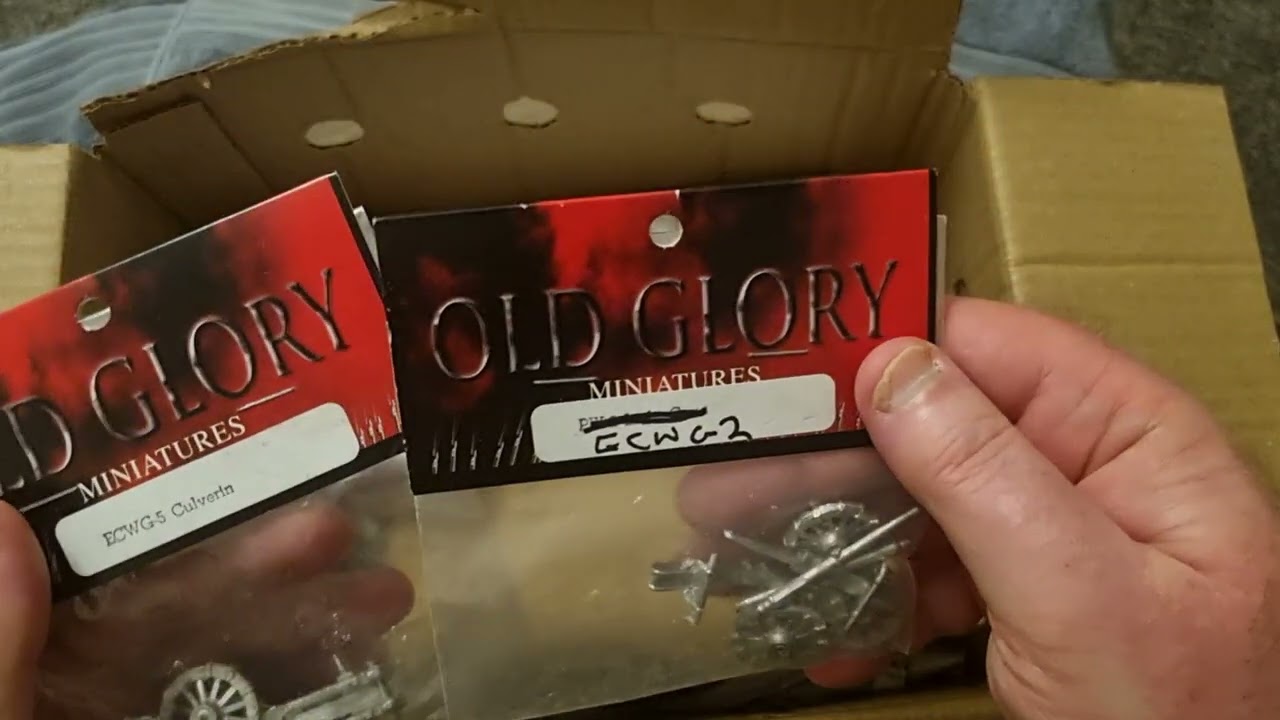 OLD GLORY
MINIATURES
ECWG-5 Culverin
OLD GLORY
MINIATURES
ECWG2